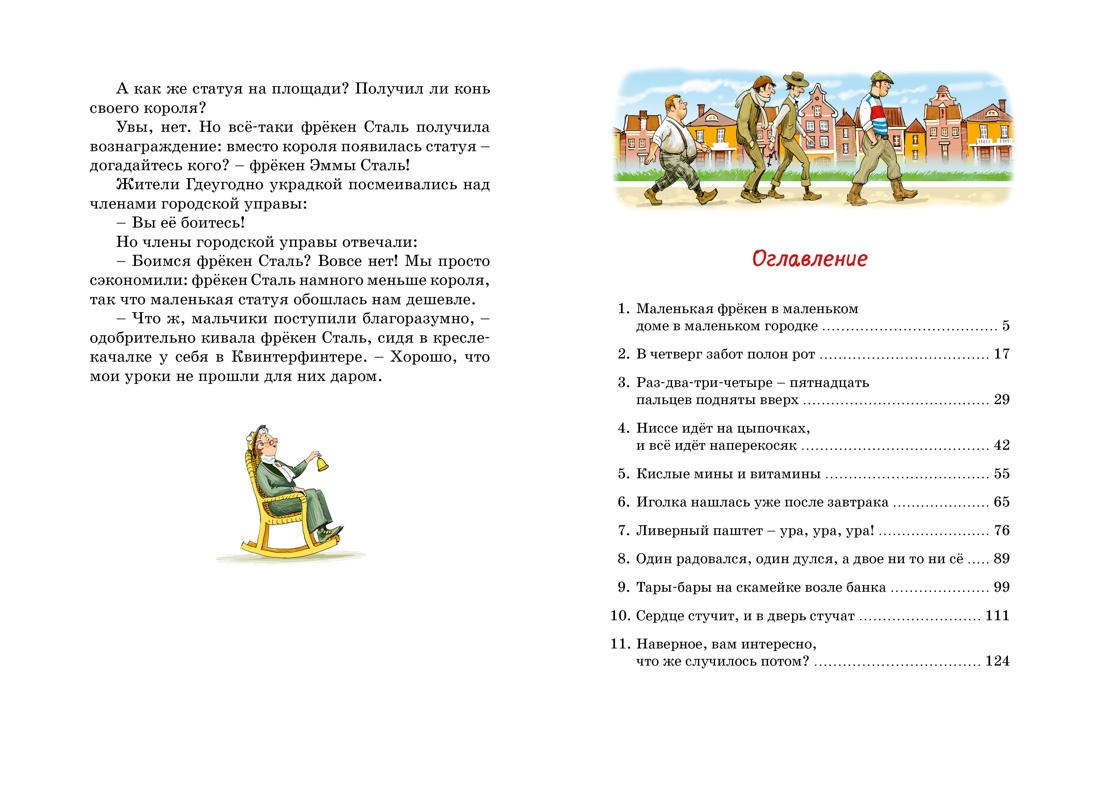 А как же статуя на площади? Получил ли конь
своего короля?
Увы, нет. Но всё-таки фрёкен Сталь получила
вознаграждение: вместо короля появилась статуя –
догадайтесь кого? – фрёкен Эммы Сталь!
Жители Гдеугодно украдкой посмеивались над
членами городской управы:
– Вы её боитесь!
Но члены городской управы отвечали:
– Боимся фрёкен Сталь? Вовсе нет! Мы просто
сэкономили: фрёкен Сталь намного меньше короля,
так что маленькая статуя обошлась нам дешевле.
– Что ж, мальчики поступили благоразумно, –
одобрительно кивала фрёкен Сталь, сидя в кресле-
качалке у себя в Квинтерфинтере. – Хорошо, что
мои уроки не прошли для них даром.
Оглавление
1. Маленькая фрёкен в маленьком
доме в маленьком городке ...................................... 5
2. В четверг забот полон рот ..................................... 17
3. Раз-два-три-четыре – пятнадцать
пальцев подняты вверх ........................................ 29
4. Ниссе идёт на цыпочках,
и всё идёт наперекосяк ........................................ 42
5. Кислые мины и витамины .................................... 55
6. Иголка нашлась уже после завтрака ..................... 65
7. Ливерный паштет – ура, ура, ура! ........................ 76
8. Один радовался, один дулся, а двое ни то ни сё ..... 89
9. Тары-бары на скамейке возле банка ...................... 99
10. Сердце стучит, и в дверь стучат ........................... 111
11. Наверное, вам интересно,
что же случилось потом? .................................... 124